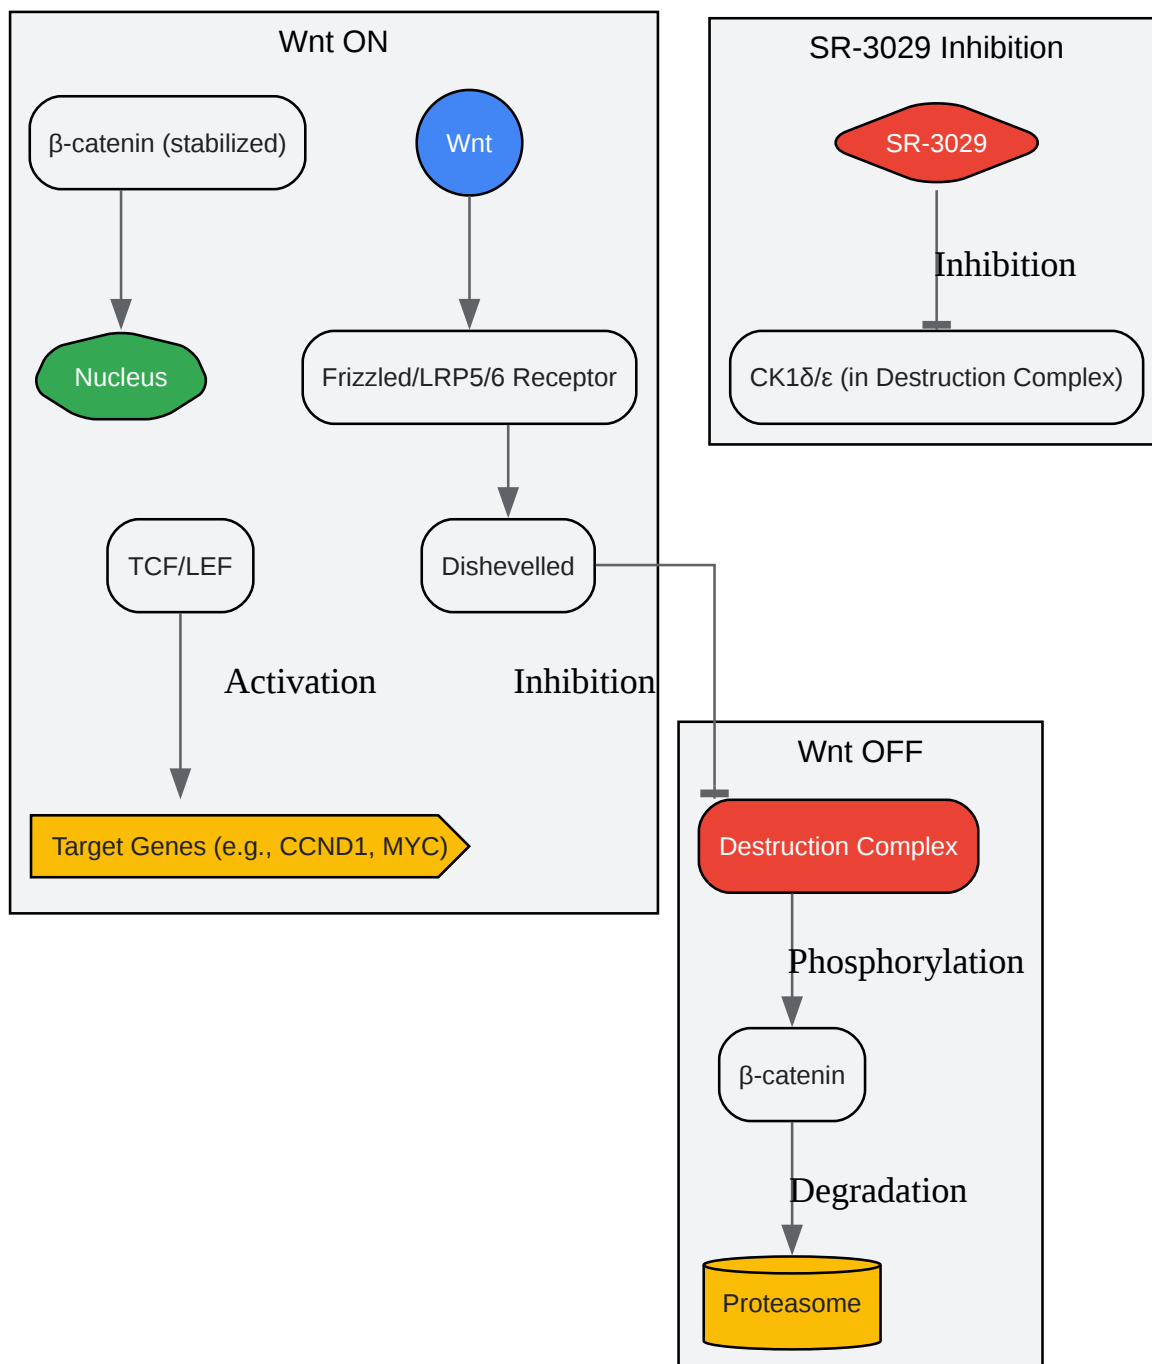 Wnt ON
β-catenin (stabilized)
Wnt
Nucleus
Frizzled/LRP5/6 Receptor
TCF/LEF
Dishevelled
Activation
Inhibition
Target Genes (e.g., CCND1, MYC)
SR-3029 Inhibition
SR-3029
Inhibition
CK1δ/ε (in Destruction Complex)
Wnt OFF
Destruction Complex
Phosphorylation
β-catenin
Degradation
Proteasome